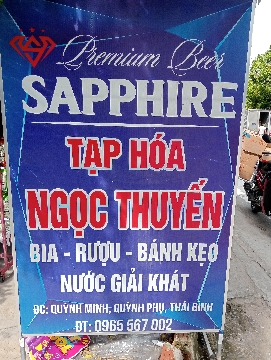 Premium Beer
SAPPHIRE
TẠP HÓA
NGỌC THUYẾN
BIA - RƯỢU - BÁNH KẸO
NƯỚC GIẢI KHÁT
ĐC: QUỲNH MINH, QUỲNH PHỤ, THÁI BÌNH
ĐT: 0965 567 002